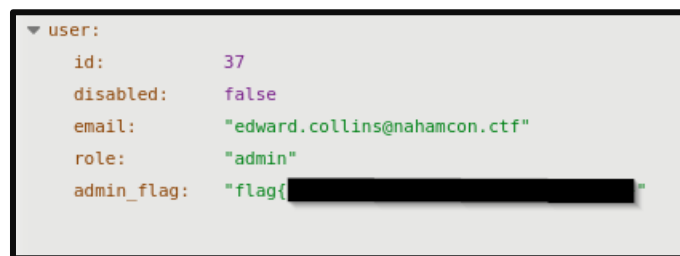 user:
id: 37
disabled: false
email: "edward.collins@nahamcon.ctf"
role: "admin"
admin_flag: "flag{"